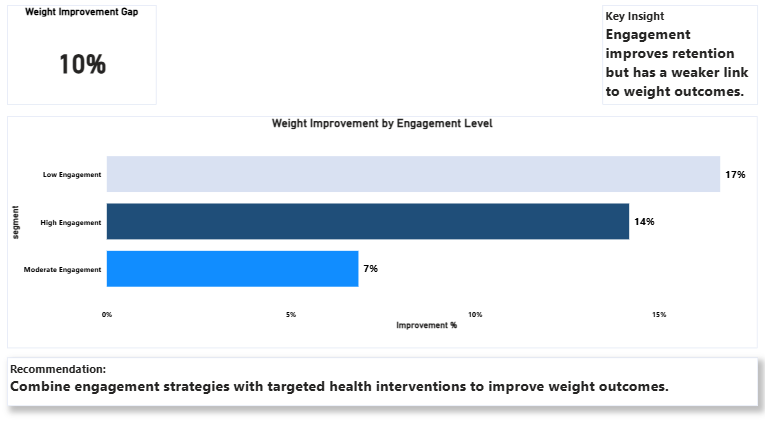 Weight Improvement Gap
10%
Key Insight
Engagement
improves retention
but has a weaker link
to weight outcomes.
Weight Improvement by Engagement Level
segment
Low Engagement
17%
High Engagement
14%
Moderate Engagement
7%
0%
5%
10%
15%
Improvement %
Recommendation:
Combine engagement strategies with targeted health interventions to improve weight outcomes.